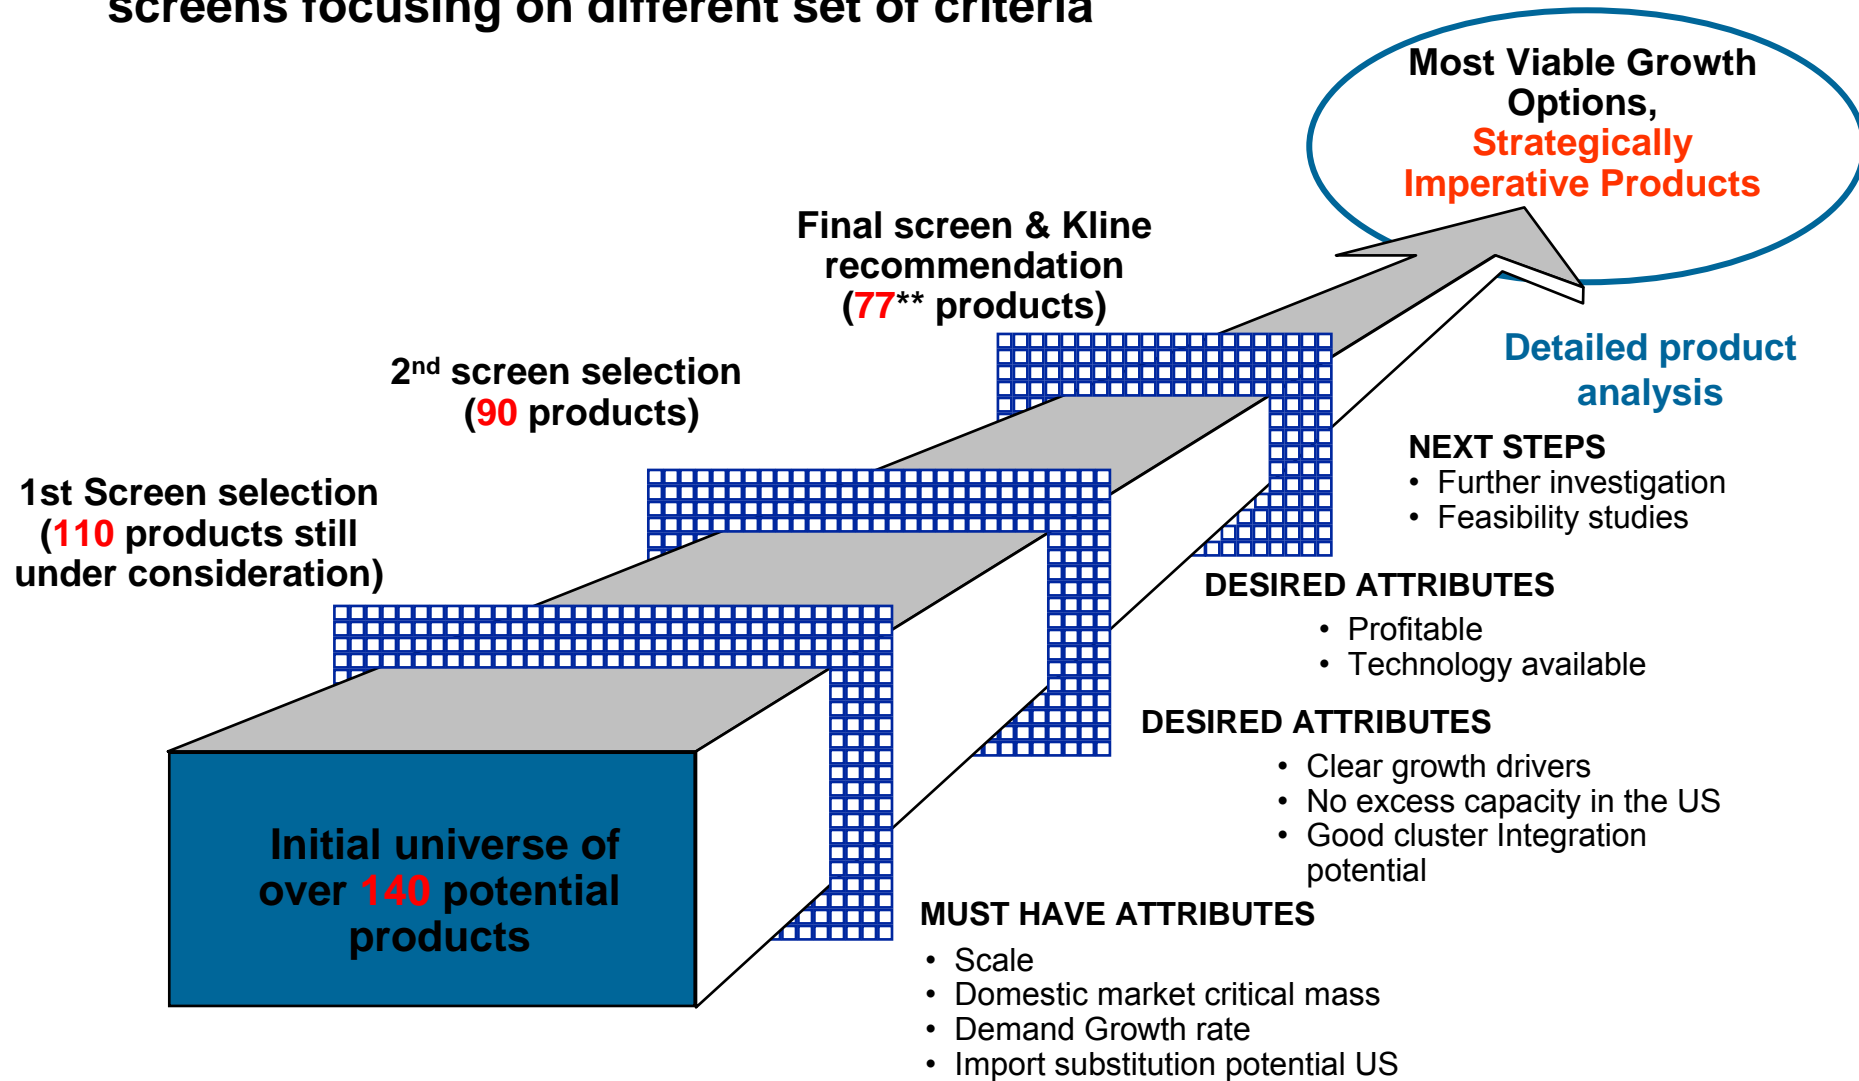 screens focusing on different set of criteria
Most Viable Growth
Options,
Strategically
Imperative Products
Final screen & Kline
recommendation
(77** products)
2nd screen selection
(90 products)
1st Screen selection
(110 products still
under consideration)
Initial universe of
over 140 potential
products
Detailed product
analysis
NEXT STEPS
• Further investigation
• Feasibility studies
DESIRED ATTRIBUTES
• Profitable
• Technology available
DESIRED ATTRIBUTES
• Clear growth drivers
• No excess capacity in the US
• Good cluster Integration
potential
MUST HAVE ATTRIBUTES
• Scale
• Domestic market critical mass
• Demand Growth rate
• Import substitution potential US